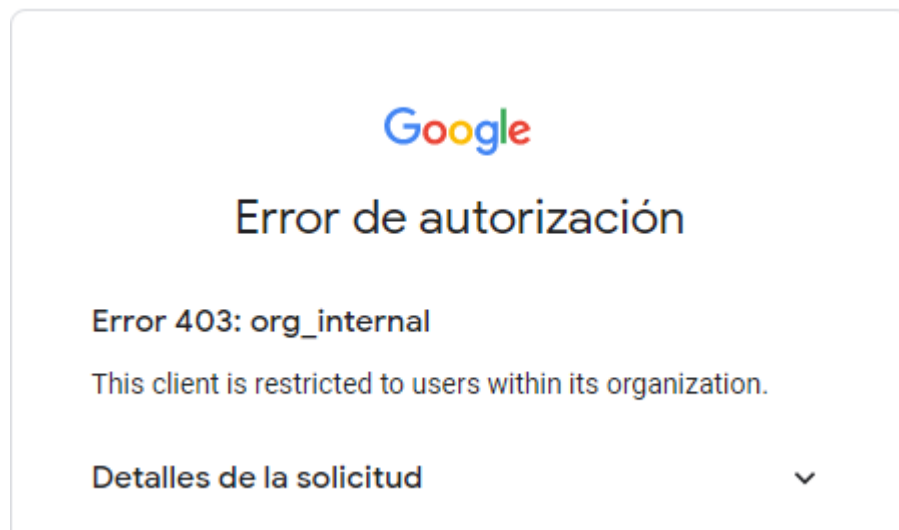 Google
Error de autorización
Error 403: org_internal
This client is restricted to users within its organization.
Detalles de la solicitud